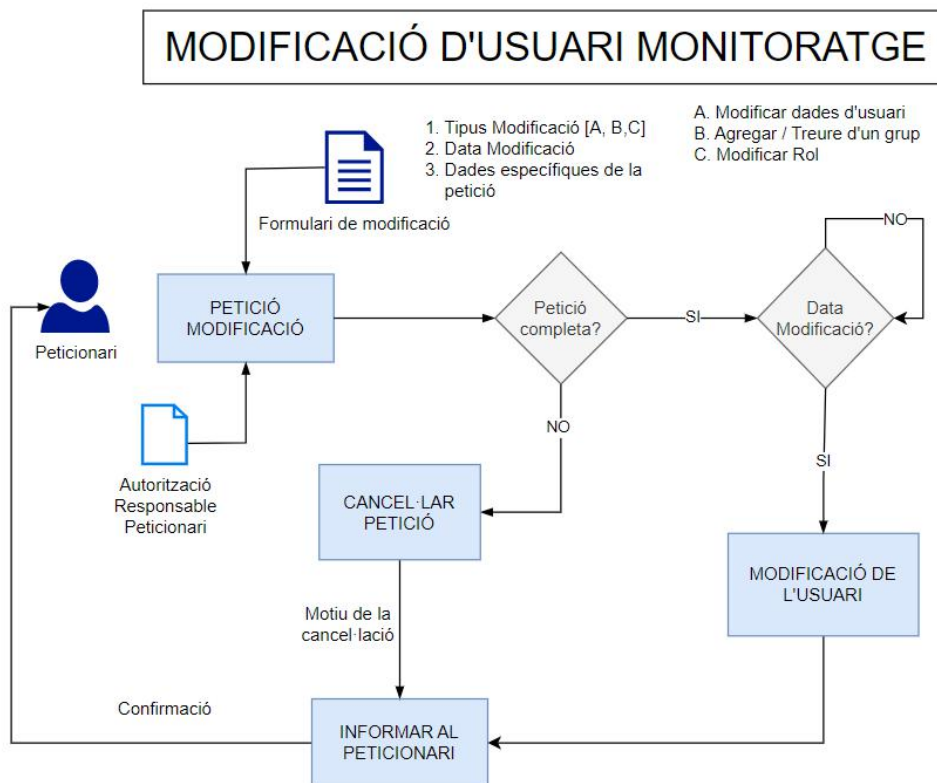 MODIFICACIÓ D'USUARI MONITORATGE
1. Tipus Modificació [A, B,C]
2. Data Modificació
3. Dades específiques de la
petició
A. Modificar dades d'usuari
B. Agregar / Treure d'un grup
C. Modificar Rol
Formulari de modificació
NO
Peticionari
PETICIÓ
MODIFICACIÓ
Petició
completa?
SI
Data
Modificació?
NO
SI
Autorització
Responsable
Peticionari
CANCEL·LAR
PETICIÓ
MODIFICACIÓ DE
L'USUARI
Motiu de la
cancel·lació
Confirmació
INFORMAR AL
PETICIONARI